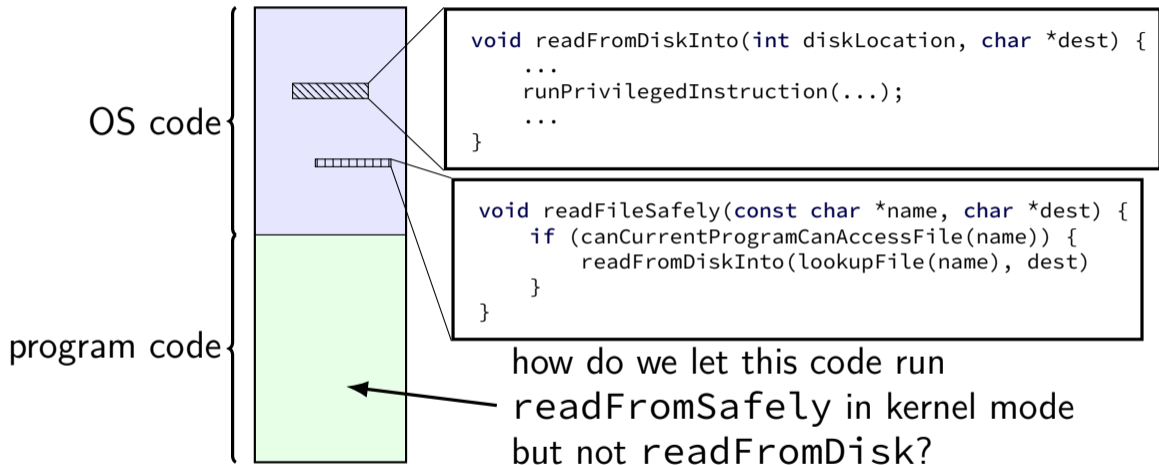 OS code
program code
void readFromDiskInto(int diskLocation, char *dest) {
...
runPrivilegedInstruction(...);
...
}
void readFileSafely(const char *name, char *dest) {
if (canCurrentProgramCanAccessFile(name)) {
readFromDiskInto(lookupFile(name), dest)
}
}
how do we let this code run
readFromSafely in kernel mode
but not readFromDisk?